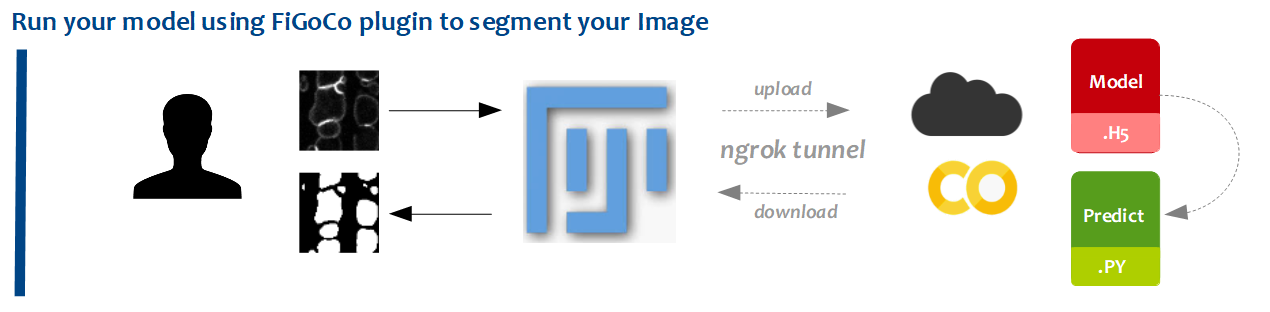 Run your model using FiGoCo plugin to segment your Image
upload
ngrok tunnel
download
Model
.H5
Predict
.PY